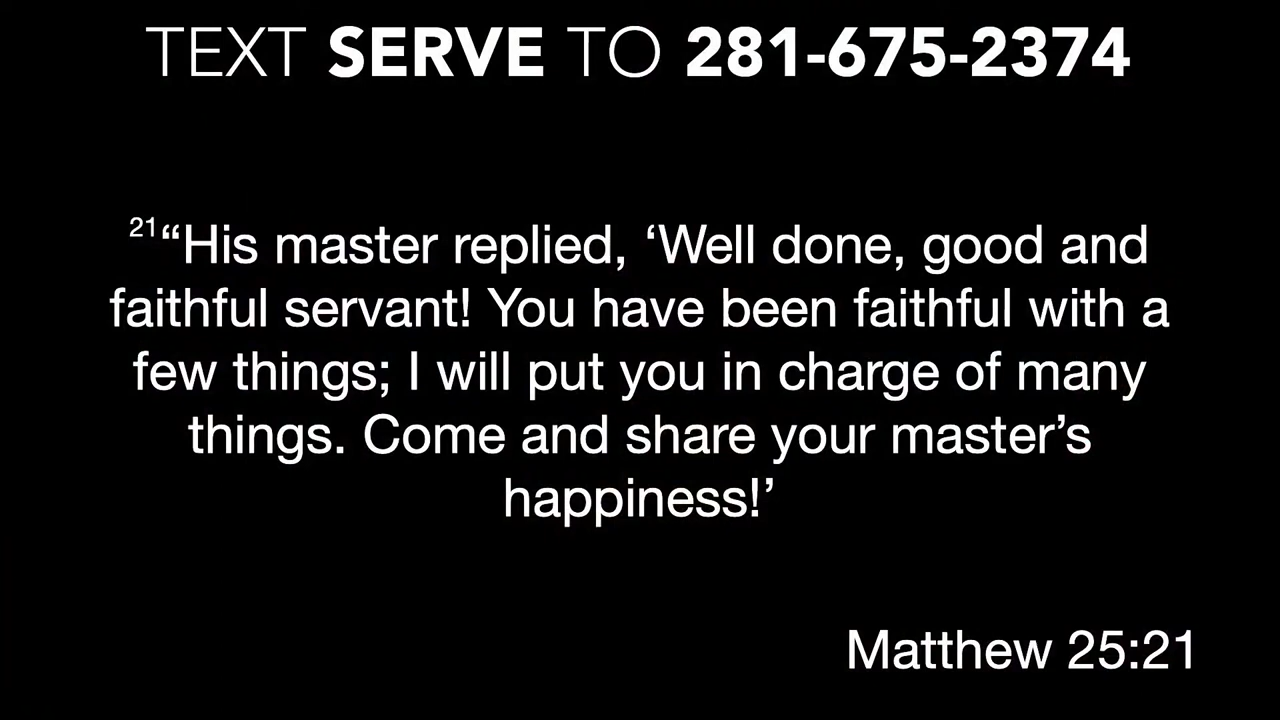 TEXT SERVE TO 281-675-2374
21“His master replied, ‘Well done, good and
faithful servant! You have been faithful with a
few things; I will put you in charge of many
things. Come and share your master’s
happiness!’
Matthew 25:21